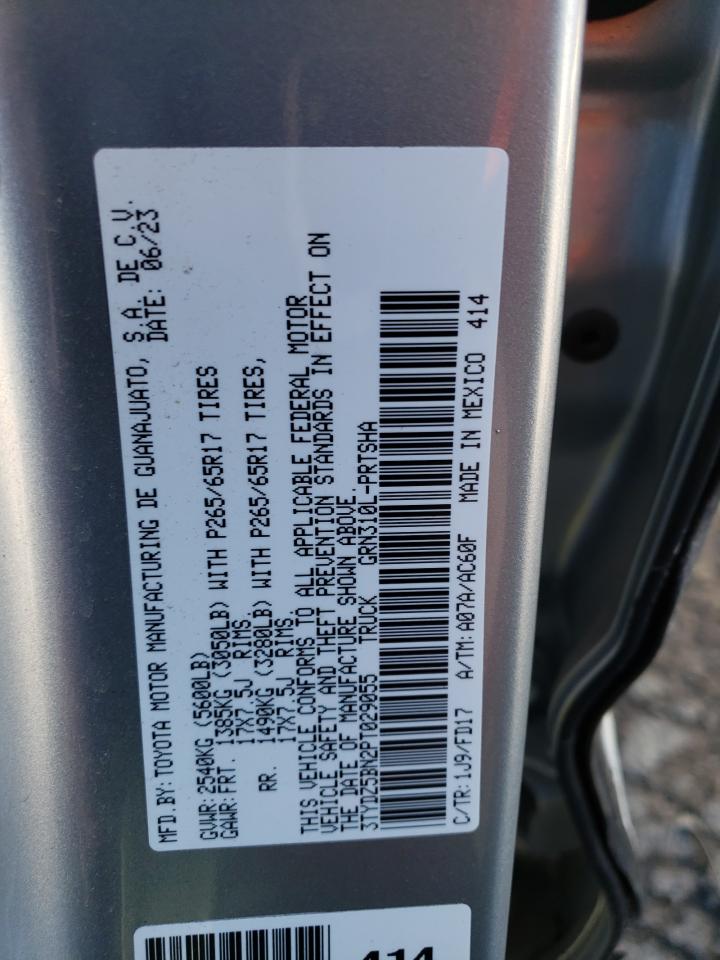 MFD.BY: TOYOTA MOTOR MANUFACTURING DE GUANAJUATO, S.A. DE C.V.
DATE: 06/23
GVWR: 2540KG (5600LB)
GAWR: FRT. 1385KG (3050LB) WITH P265/65R17 TIRES
17X7.5J RIMS.
RR. 1490KG (3280LB) WITH P265/65R17 TIRES,
17X7.5J RIMS.
THIS VEHICLE CONFORMS TO ALL APPLICABLE FEDERAL MOTOR
VEHICLE SAFETY AND THEFT PREVENTION STANDARDS IN EFFECT ON
THE DATE OF MANUFACTURE SHOWN ABOVE.
3TYDZ5BN2PT029055 TRUCK GRN310L-PRTSHA
C/TR: 1J9/FD17 A/TM: A07A/AC60F MADE IN MEXICO 414
414